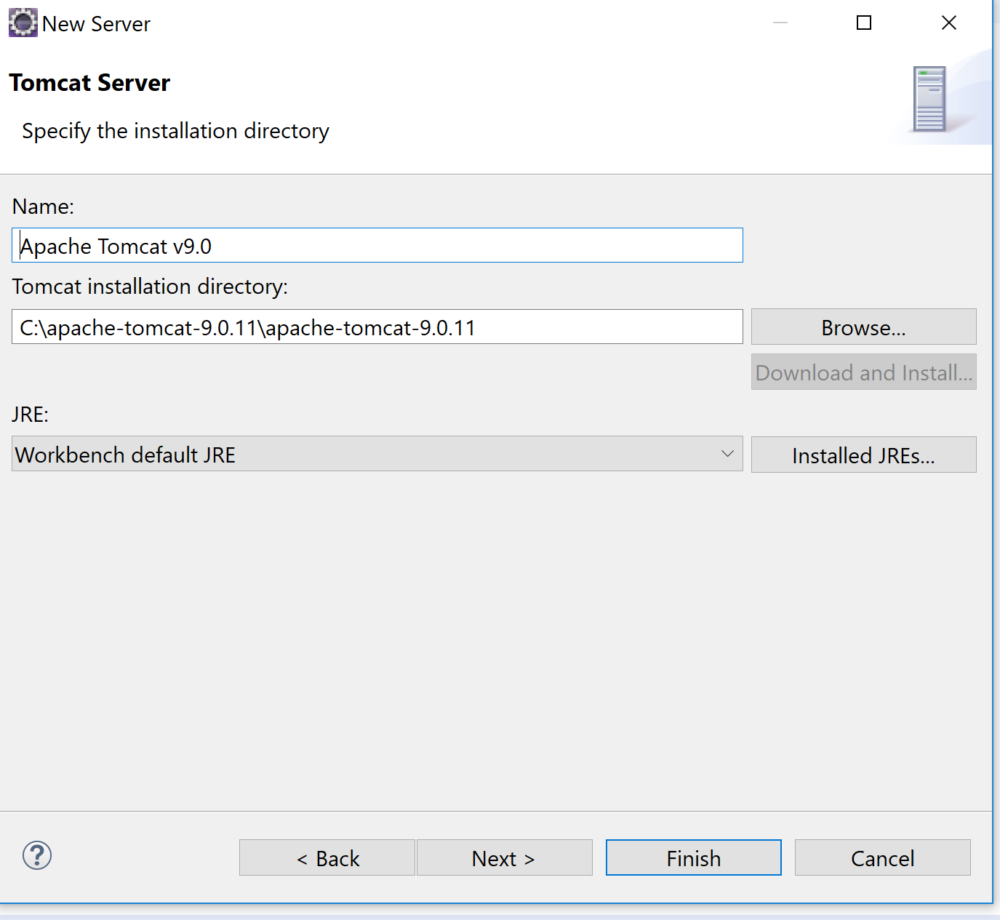 New Server
Tomcat Server
Specify the installation directory
Name:
Apache Tomcat v9.0
Tomcat installation directory:
C:\apache-tomcat-9.0.11\apache-tomcat-9.0.11
Browse...
Download and Install...
JRE:
Workbench default JRE
Installed JREs...
?
< Back
Next >
Finish
Cancel